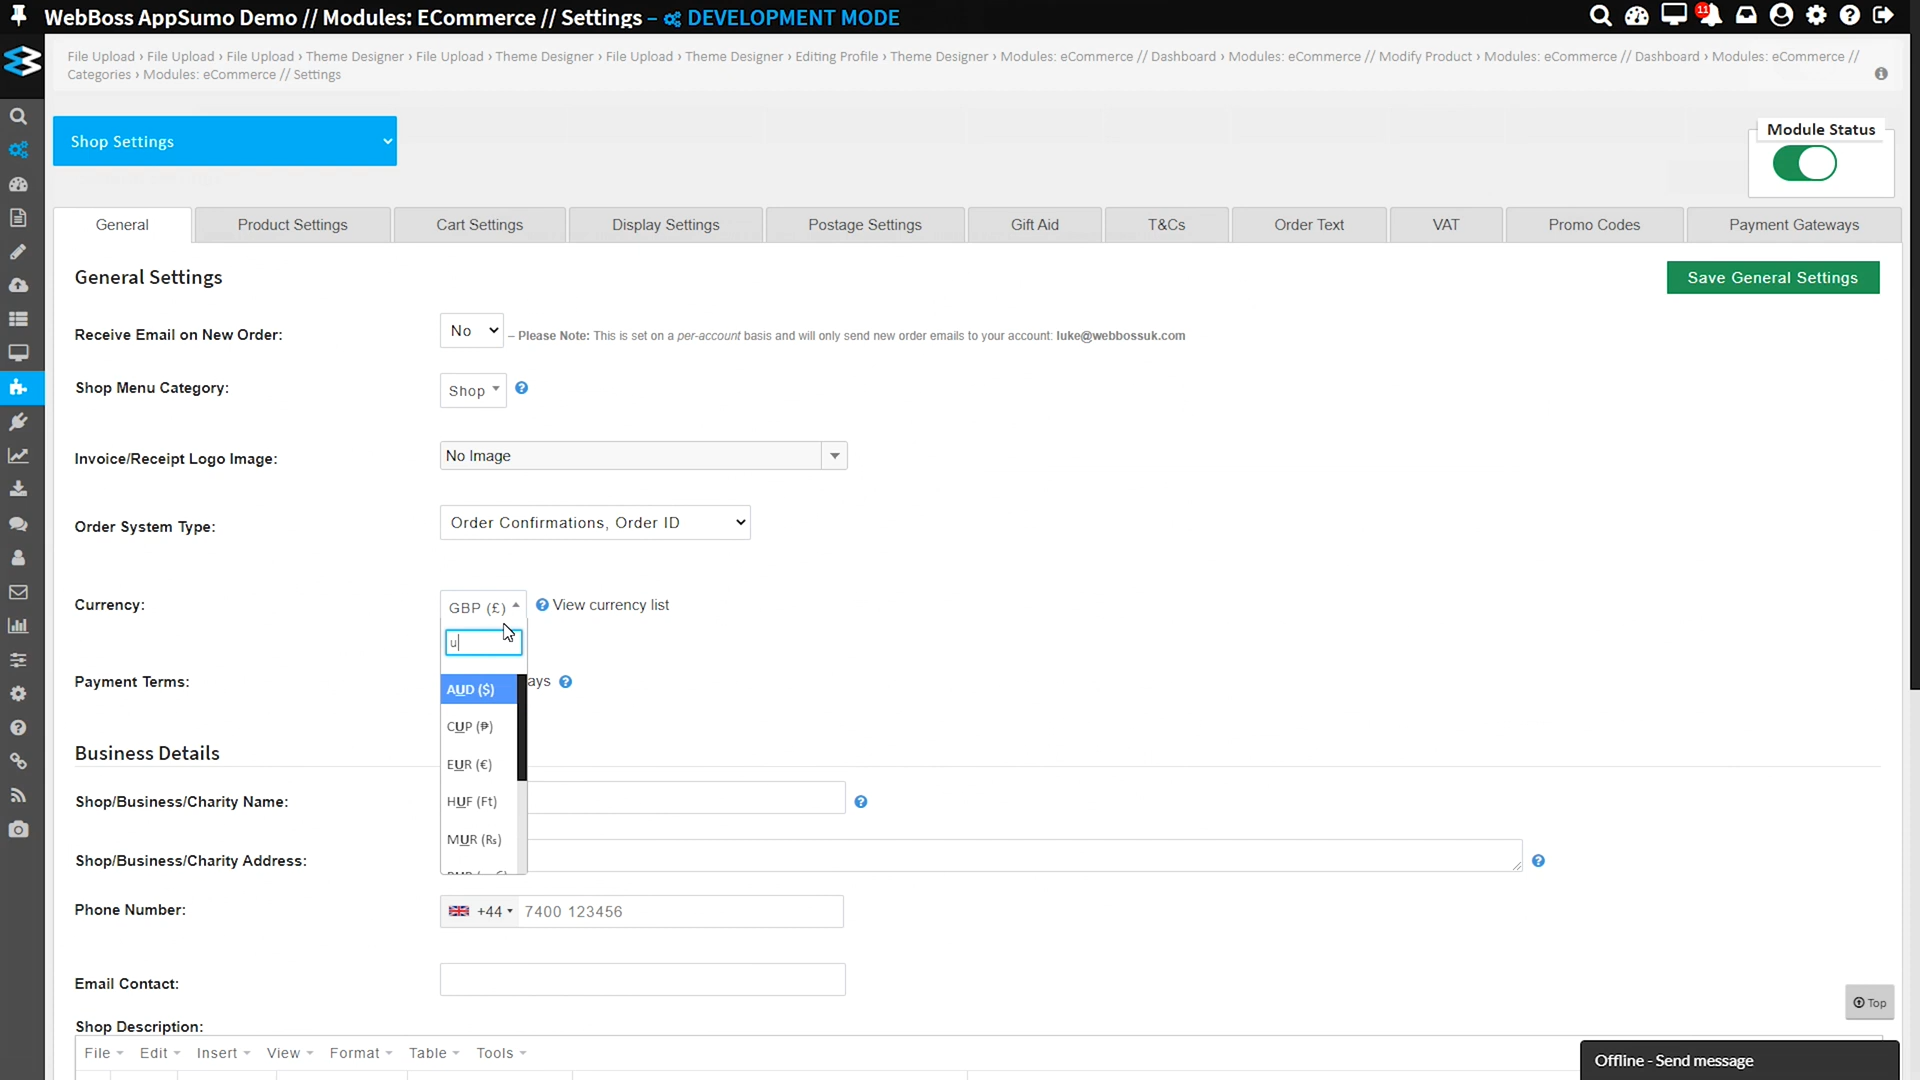 WebBoss AppSumo Demo // Modules: ECommerce // Settings – DEVELOPMENT MODE
11
File Upload › File Upload › File Upload › Theme Designer › File Upload › Theme Designer › File Upload › Theme Designer › Editing Profile › Theme Designer › Modules: eCommerce // Dashboard › Modules: eCommerce // Modify Product › Modules: eCommerce // Dashboard › Modules: eCommerce //
Categories › Modules: eCommerce // Settings
Shop Settings
Module Status
General Product Settings Cart Settings Display Settings Postage Settings Gift Aid T&Cs Order Text VAT Promo Codes Payment Gateways
General Settings
Save General Settings
Receive Email on New Order:
No
– Please Note: This is set on a per-account basis and will only send new order emails to your account: luke@webbossuk.com
Shop Menu Category:
Shop
Invoice/Receipt Logo Image:
No Image
Order System Type:
Order Confirmations, Order ID
Currency:
GBP (£)
View currency list
u
Payment Terms:
ays
AUD ($)
CUP (₱)
EUR (€)
HUF (Ft)
MUR (₨)
Business Details
Shop/Business/Charity Name:
Shop/Business/Charity Address:
Phone Number:
+44 7400 123456
Email Contact:
Top
Shop Description:
File Edit Insert View Format Table Tools
Offline - Send message